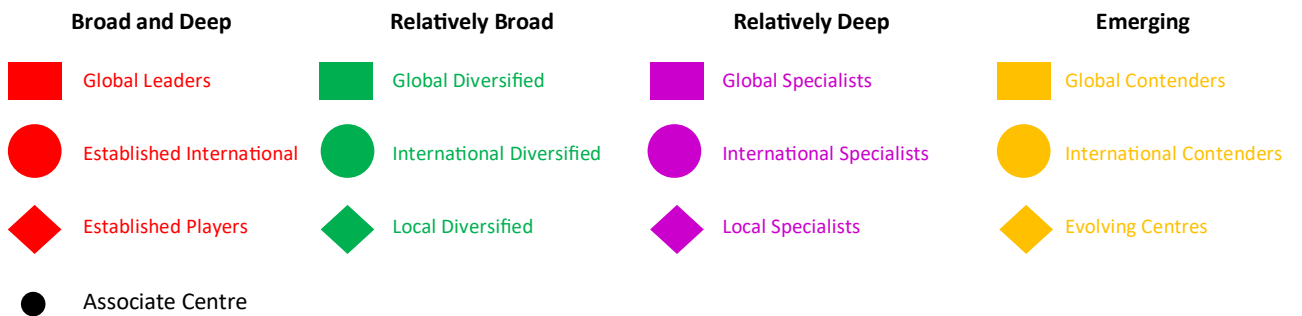 Broad and Deep
Relatively Broad
Relatively Deep
Emerging
Global Leaders
Global Diversified
Global Specialists
Global Contenders
Established International
International Diversified
International Specialists
International Contenders
Established Players
Local Diversified
Local Specialists
Evolving Centres
Associate Centre